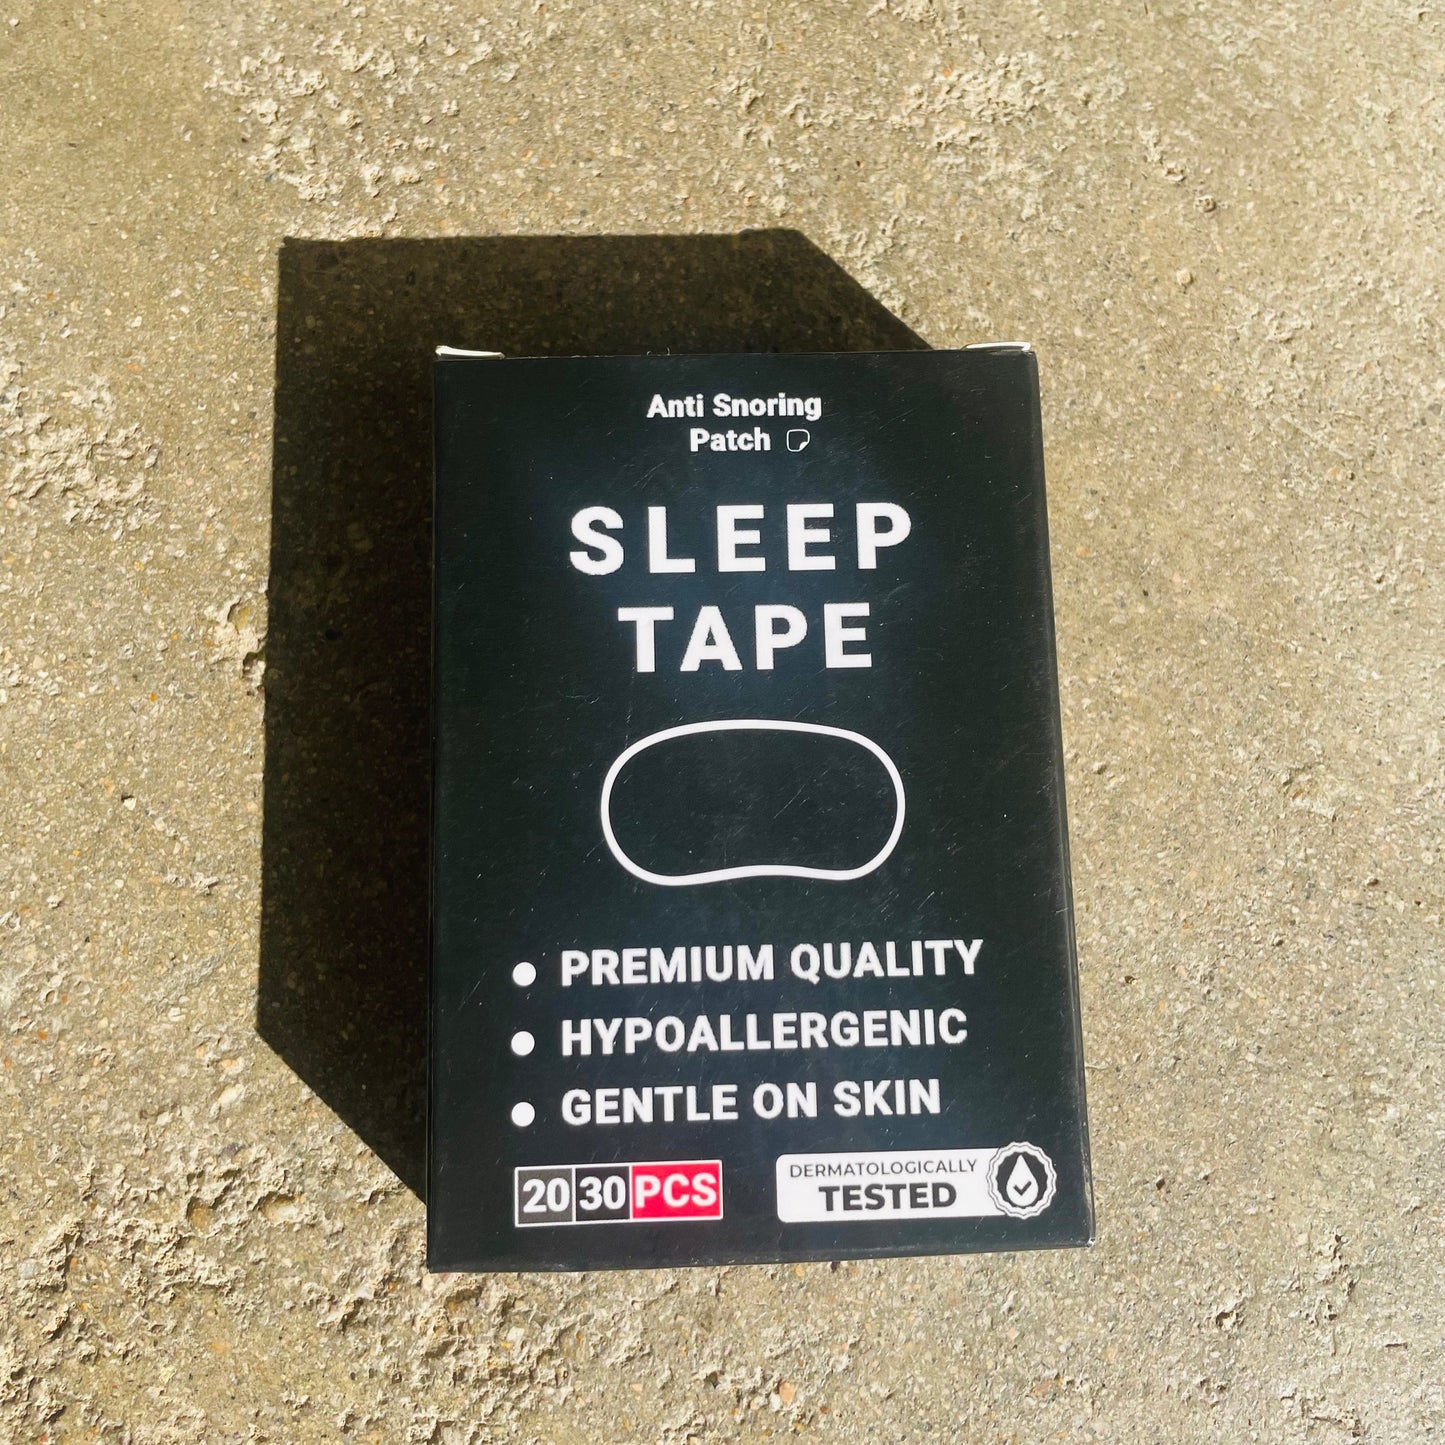 Anti Snoring
Patch
SLEEP
TAPE
PREMIUM QUALITY
HYPOALLERGENIC
GENTLE ON SKIN
20 30 PCS
DERMATOLOGICALLY
TESTED